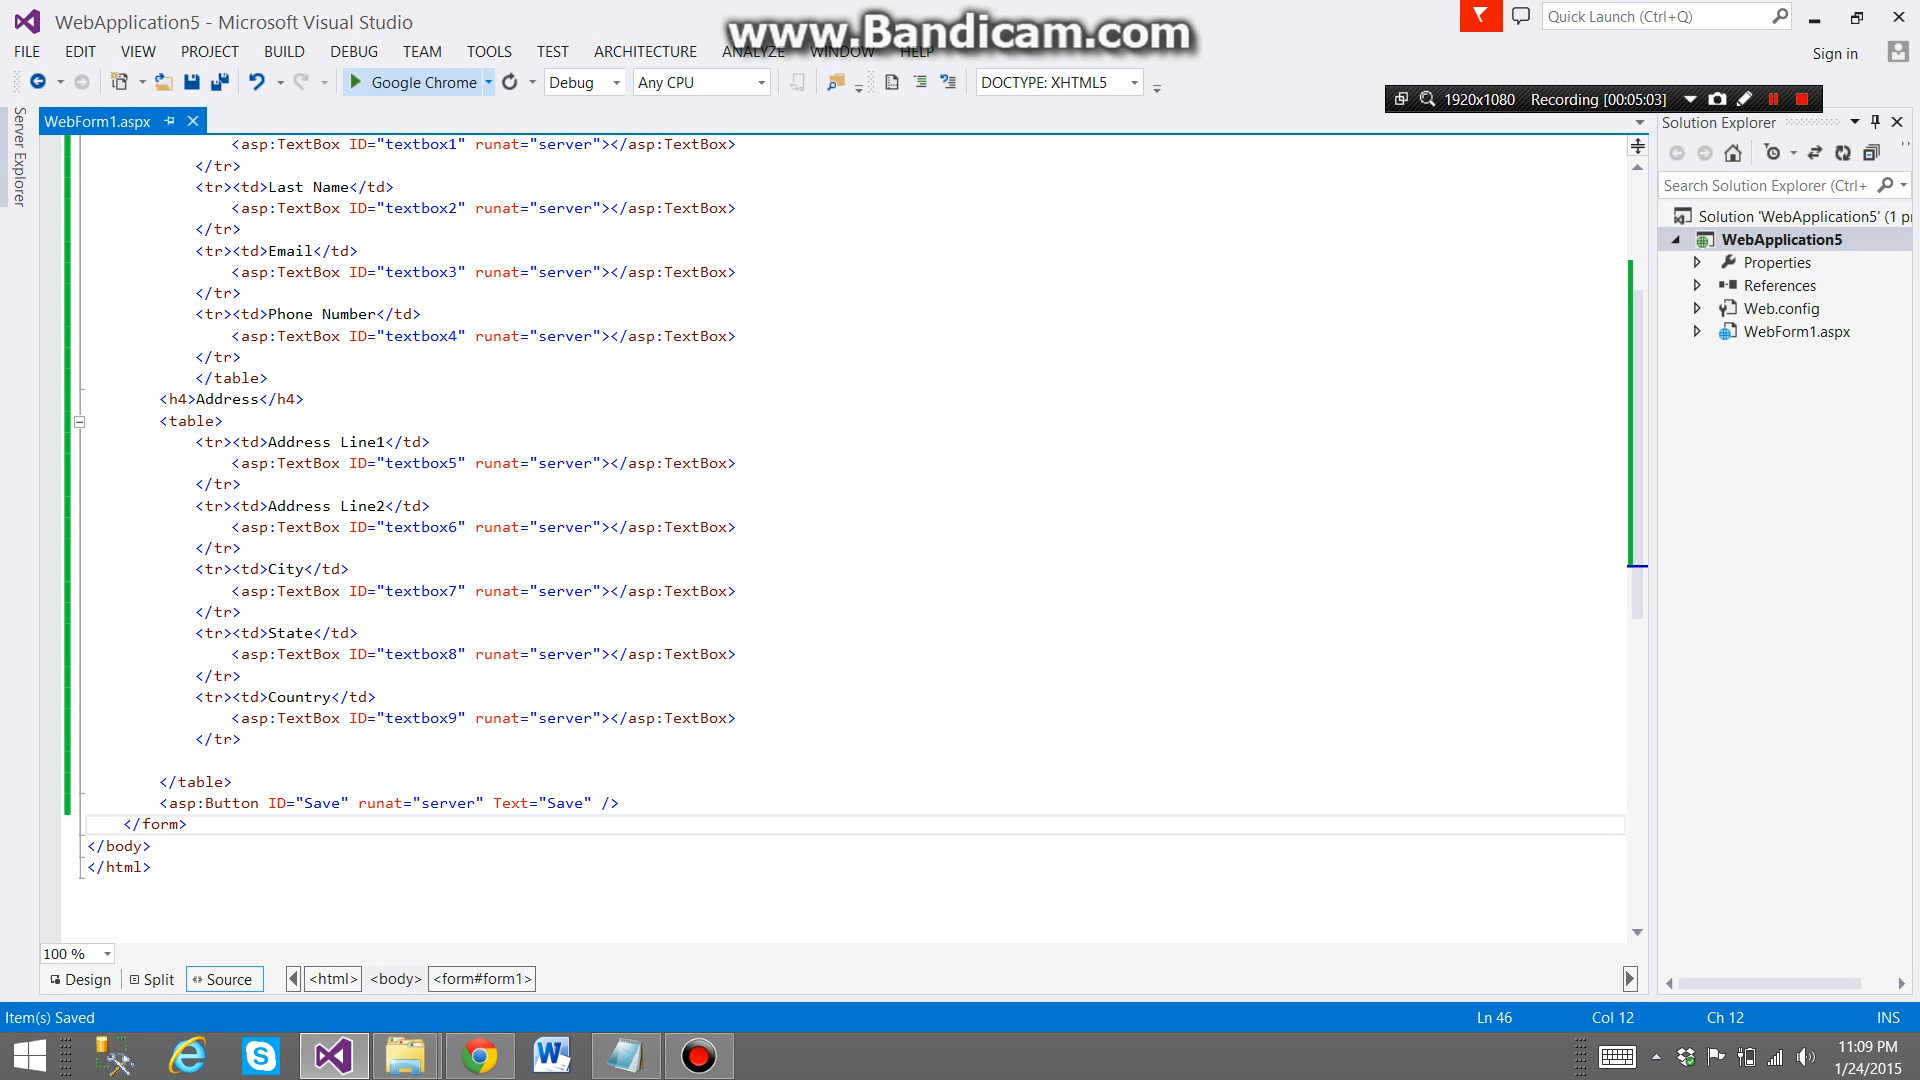 WebApplication5 - Microsoft Visual Studio
www.Bandicam.com
Quick Launch (Ctrl+Q)
FILE EDIT VIEW PROJECT BUILD DEBUG TEAM TOOLS TEST ARCHITECTURE ANALYZE WINDOW HELP
Sign in
Google Chrome Debug Any CPU DOCTYPE: XHTML5
1920x1080 Recording [00:05:03]
Server Explorer
WebForm1.aspx
<asp:TextBox ID="textbox1" runat="server"></asp:TextBox>
</tr>
<tr><td>Last Name</td>
<asp:TextBox ID="textbox2" runat="server"></asp:TextBox>
</tr>
<tr><td>Email</td>
<asp:TextBox ID="textbox3" runat="server"></asp:TextBox>
</tr>
<tr><td>Phone Number</td>
<asp:TextBox ID="textbox4" runat="server"></asp:TextBox>
</tr>
</table>
<h4>Address</h4>
<table>
<tr><td>Address Line1</td>
<asp:TextBox ID="textbox5" runat="server"></asp:TextBox>
</tr>
<tr><td>Address Line2</td>
<asp:TextBox ID="textbox6" runat="server"></asp:TextBox>
</tr>
<tr><td>City</td>
<asp:TextBox ID="textbox7" runat="server"></asp:TextBox>
</tr>
<tr><td>State</td>
<asp:TextBox ID="textbox8" runat="server"></asp:TextBox>
</tr>
<tr><td>Country</td>
<asp:TextBox ID="textbox9" runat="server"></asp:TextBox>
</tr>
</table>
<asp:Button ID="Save" runat="server" Text="Save" />
</form>
</body>
</html>
100 %
Design Split Source <html> <body> <form#form1>
Solution Explorer
Search Solution Explorer (Ctrl+
Solution 'WebApplication5' (1 pr
WebApplication5
Properties
References
Web.config
WebForm1.aspx
Item(s) Saved Ln 46 Col 12 Ch 12 INS
11:09 PM
1/24/2015